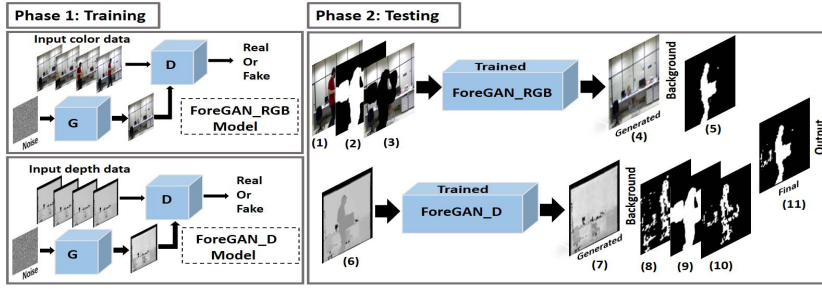 Phase 1: Training
Input color data
Real
Or
Fake
D
G
Noise
ForeGAN_RGB
Model
Input depth data
Real
Or
Fake
D
G
Noise
ForeGAN_D
Model
Phase 2: Testing
Trained
ForeGAN_RGB
Background
Generated
(1)
(2)
(3)
(4)
(5)
Trained
ForeGAN_D
Background
Generated
Output
Final
(6)
(7)
(8)
(9)
(10)
(11)